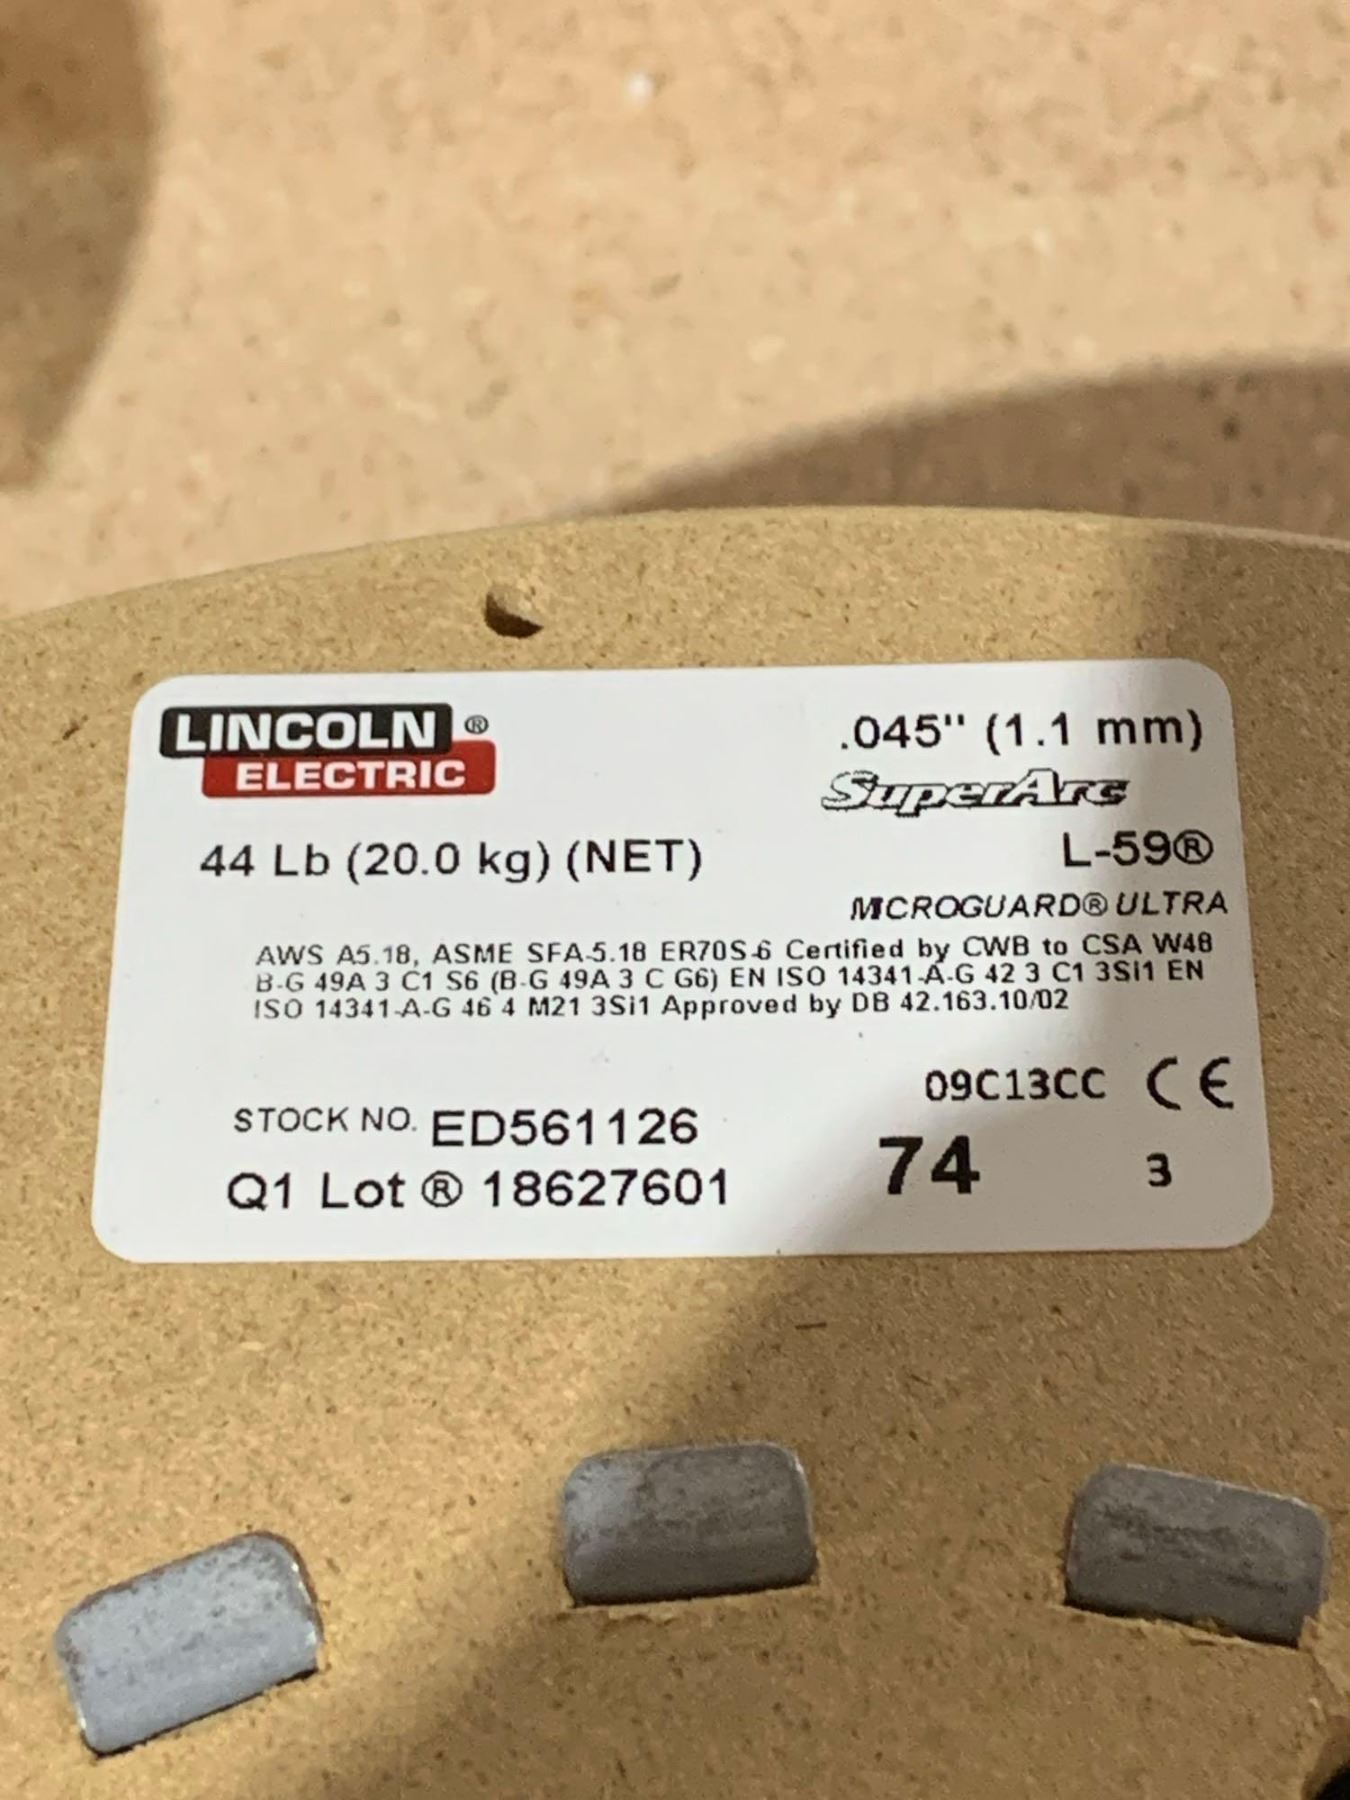 LINCOLN ®
ELECTRIC
.045" (1.1 mm)
SuperArc
44 Lb (20.0 kg) (NET)
L-59®
MICROGUARD® ULTRA
AWS A5.18, ASME SFA-5.18 ER70S-6 Certified by CWB to CSA W48
B-G 49A 3 C1 S6 (B-G 49A 3 C G6) EN ISO 14341-A-G 42 3 C1 3Si1 EN
ISO 14341-A-G 46 4 M21 3Si1 Approved by DB 42.163.10/02
09C13CC CE
STOCK NO. ED561126
Q1 Lot ® 18627601
74 3